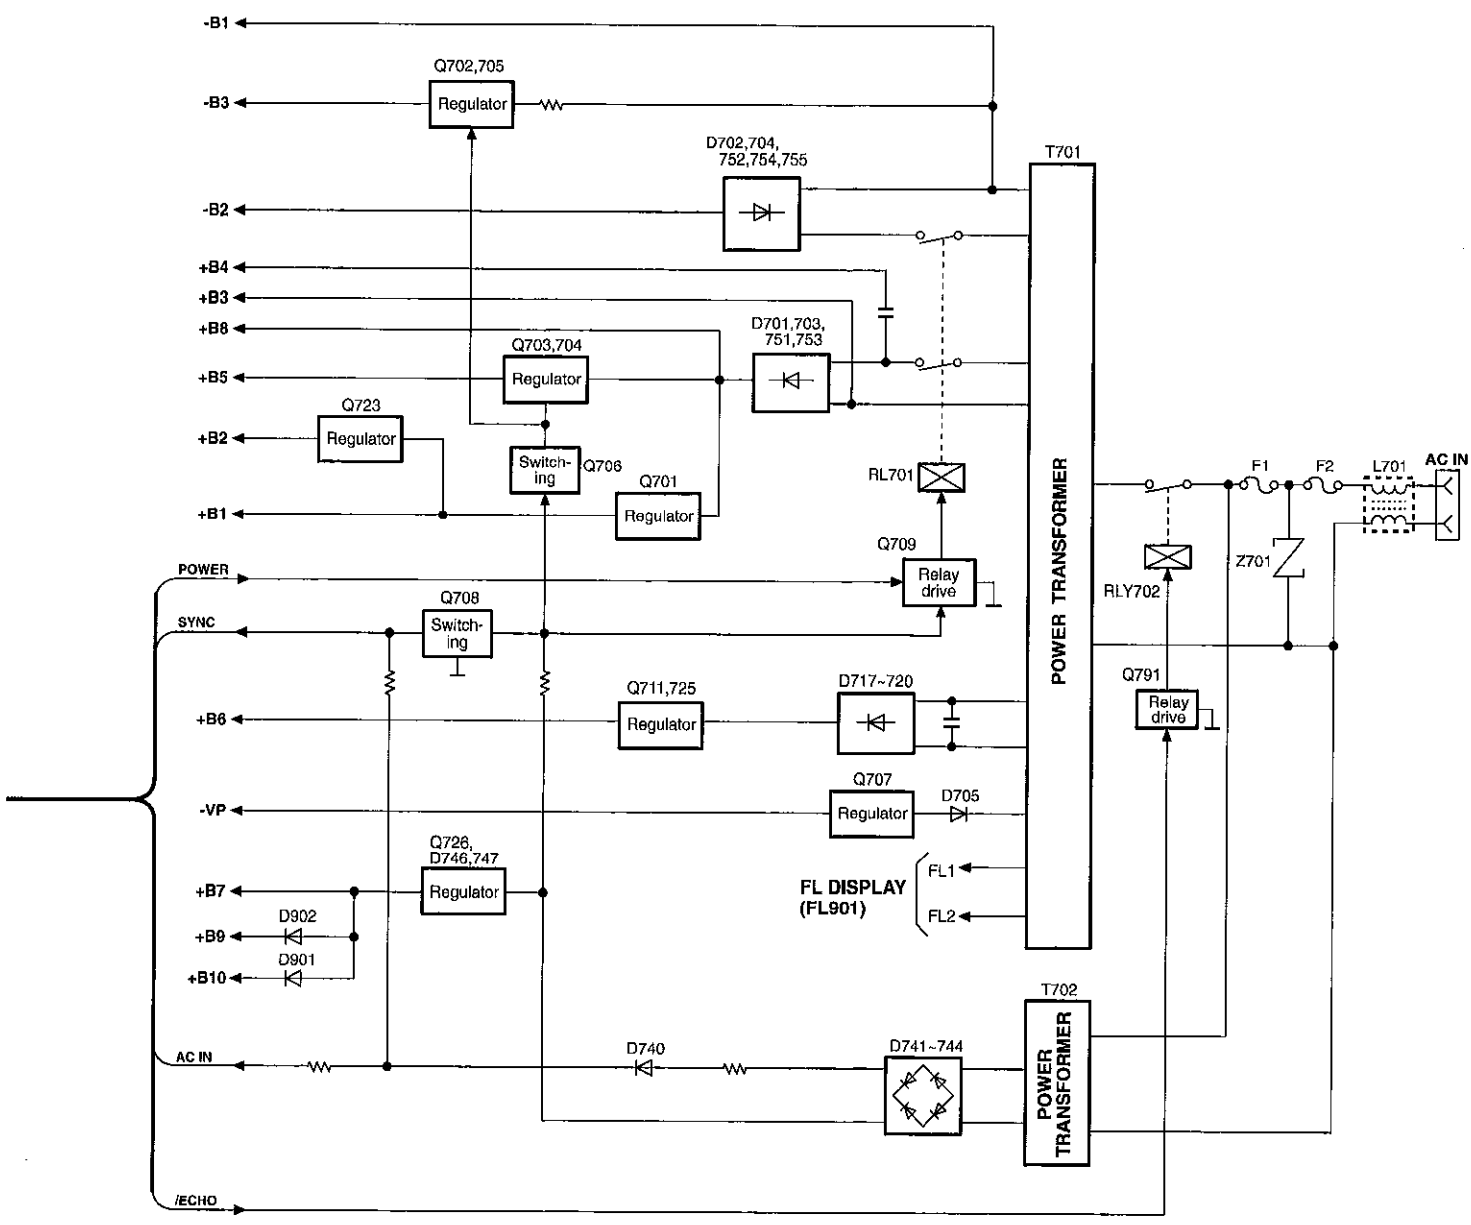 -B1
Q702,705
-B3
Regulator
D702,704,
752,754,755
T701
-B2
+B4
+B3
+B8
D701,703,
751,753
Q703,704
+B5
Regulator
Q723
+B2
Regulator
Switch-
ing
Q706
RL701
Q701
+B1
Regulator
POWER TRANSFORMER
F1
F2
L701
AC IN
Z701
RLY702
POWER
Q709
Relay
drive
Q708
SYNC
Switch-
ing
Q791
Relay
drive
Q711,725
D717~720
+B6
Regulator
Q707
D705
-VP
Regulator
Q726,
D746,747
+B7
Regulator
FL DISPLAY
(FL901)
FL1
FL2
D902
+B9
D901
+B10
T702
POWER
TRANSFORMER
AC IN
D740
D741~744
/ECHO